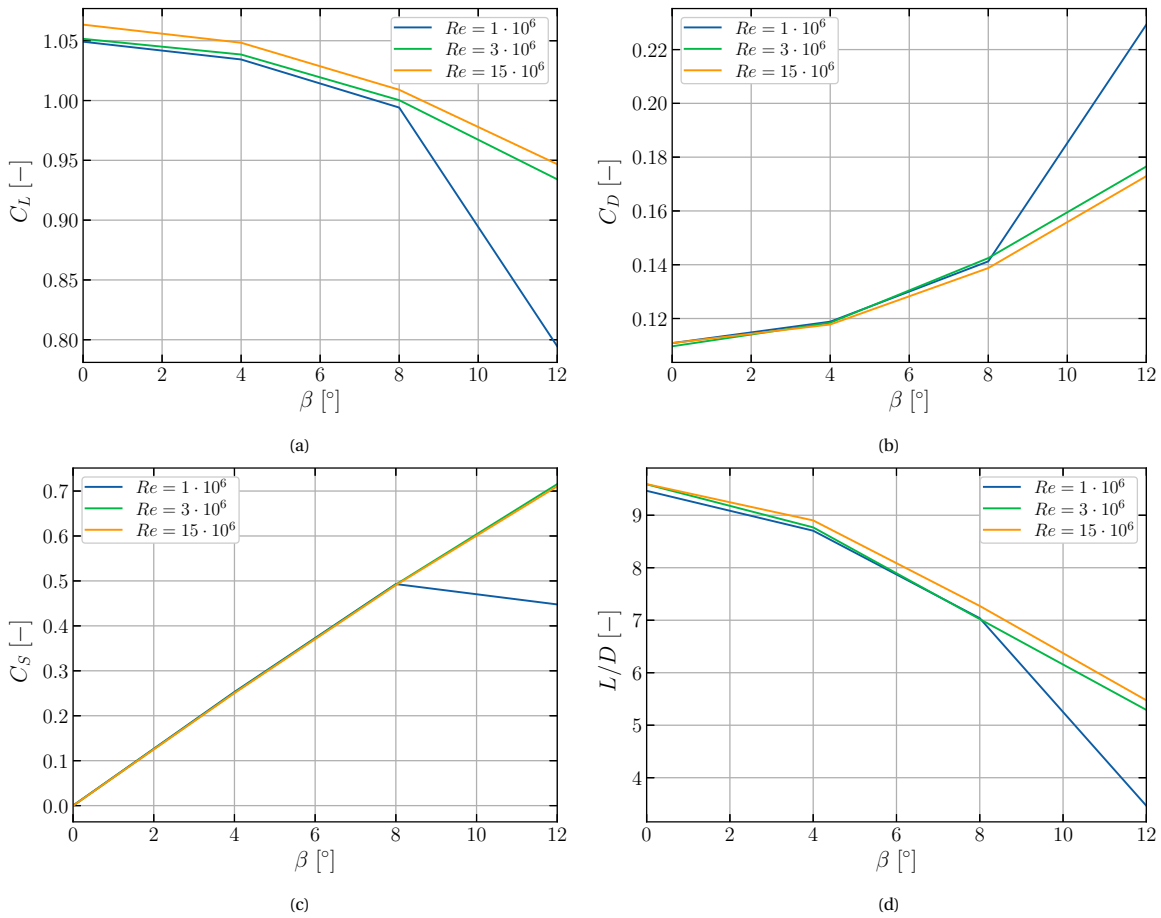 1.05
1.00
0.95
0.90
0.85
0.80
C_L [−]
Re = 1 · 10^6
Re = 3 · 10^6
Re = 15 · 10^6
0 2 4 6 8 10 12
β [°]
(a)
0.22
0.20
0.18
0.16
0.14
0.12
C_D [−]
Re = 1 · 10^6
Re = 3 · 10^6
Re = 15 · 10^6
0 2 4 6 8 10 12
β [°]
(b)
0.7
0.6
0.5
0.4
0.3
0.2
0.1
0.0
C_S [−]
Re = 1 · 10^6
Re = 3 · 10^6
Re = 15 · 10^6
0 2 4 6 8 10 12
β [°]
(c)
9
8
7
6
5
4
L/D [−]
Re = 1 · 10^6
Re = 3 · 10^6
Re = 15 · 10^6
0 2 4 6 8 10 12
β [°]
(d)